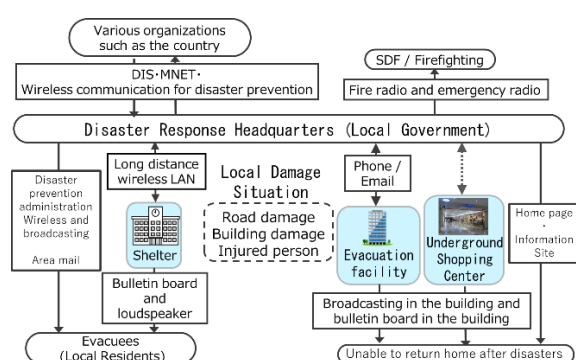 Various organizations
such as the country
SDF / Firefighting
DIS・MNET・
Wireless communication for disaster prevention
Fire radio and emergency radio
Disaster Response Headquarters (Local Government)
Disaster
prevention
administration
Wireless and
broadcasting
Area mail
Long distance
wireless LAN
Local Damage
Situation
Road damage
Building damage
Injured person
Phone /
Email
Home page
・
Information
Site
Shelter
Evacuation
facility
Underground
Shopping
Center
Bulletin board
and
loudspeaker
Broadcasting in the building and
bulletin board in the building
Evacuees
(Local Residents)
Unable to return home after disasters